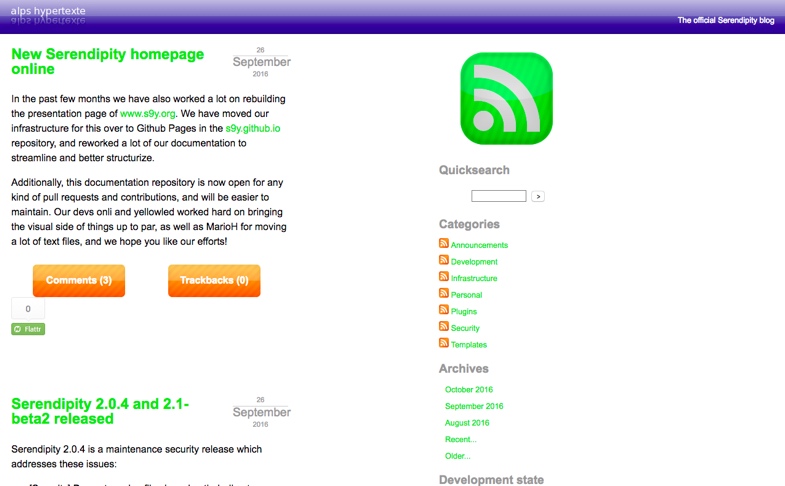 alps hypertexte
The official Serendipity blog
New Serendipity homepage
online
26
September
2016
In the past few months we have also worked a lot on rebuilding
the presentation page of www.s9y.org. We have moved our
infrastructure for this over to Github Pages in the s9y.github.io
repository, and reworked a lot of our documentation to
streamline and better structurize.
Additionally, this documentation repository is now open for any
kind of pull requests and contributions, and will be easier to
maintain. Our devs onli and yellowled worked hard on bringing
the visual side of things up to par, as well as MarioH for moving
a lot of text files, and we hope you like our efforts!
Comments (3)
Trackbacks (0)
0
Flattr
Serendipity 2.0.4 and 2.1-
beta2 released
26
September
2016
Serendipity 2.0.4 is a maintenance security release which
addresses these issues:
Quicksearch
>
Categories
Announcements
Development
Infrastructure
Personal
Plugins
Security
Templates
Archives
October 2016
September 2016
August 2016
Recent...
Older...
Development state